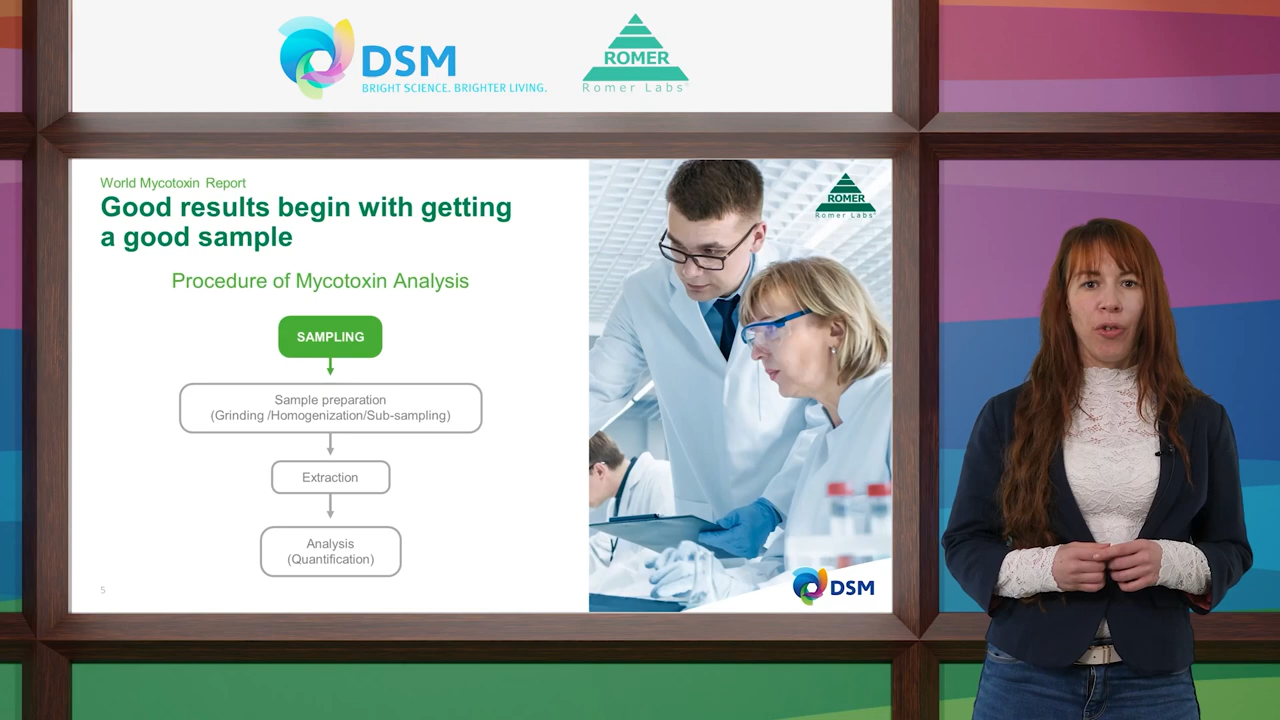 DSM
BRIGHT SCIENCE. BRIGHTER LIVING.
ROMER
Romer Labs®
World Mycotoxin Report
Good results begin with getting
a good sample
Procedure of Mycotoxin Analysis
SAMPLING
Sample preparation
(Grinding /Homogenization/Sub-sampling)
Extraction
Analysis
(Quantification)
5
ROMER
Romer Labs®
DSM